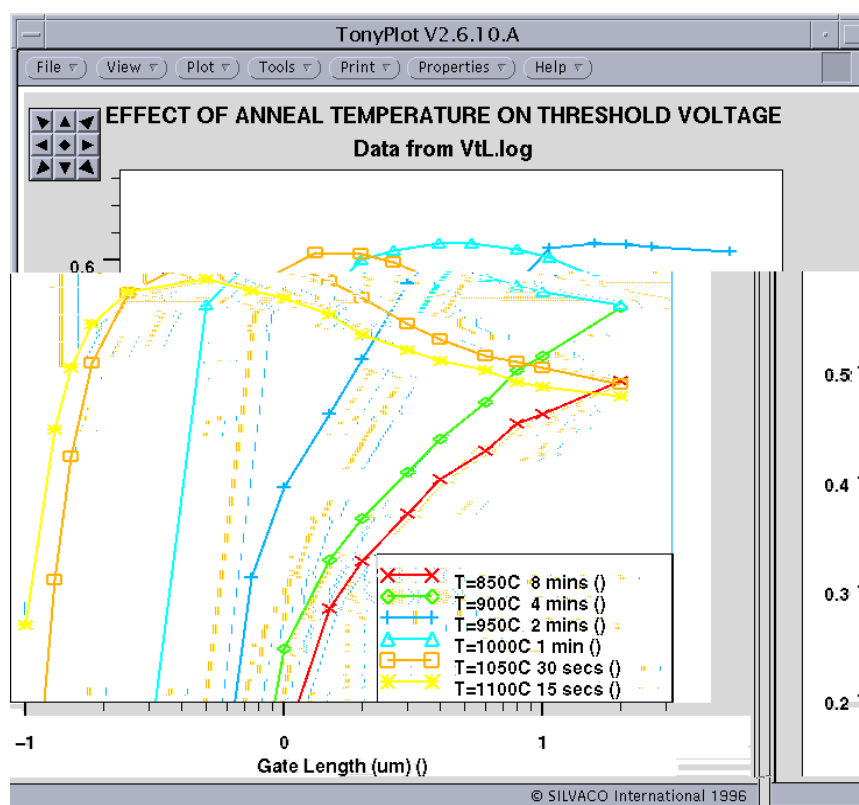 TonyPlot V2.6.10.A
File View Plot Tools Print Properties Help
EFFECT OF ANNEAL TEMPERATURE ON THRESHOLD VOLTAGE
Data from VtL.log
0.6
0.5
0.4
0.3
0.2
T=850C 8 mins ()
T=900C 4 mins ()
T=950C 2 mins ()
T=1000C 1 min ()
T=1050C 30 secs ()
T=1100C 15 secs ()
-1 0 1
Gate Length (um) ()
© SILVACO International 1996